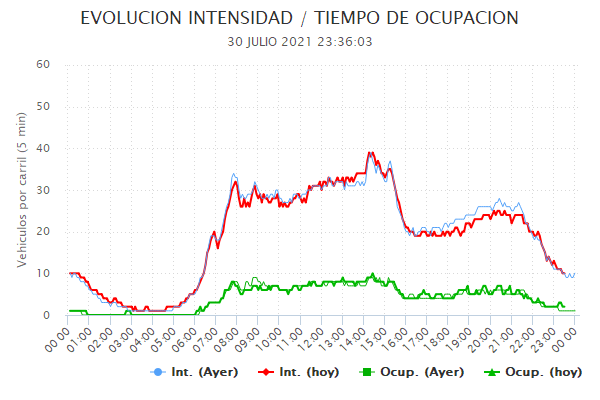 EVOLUCION INTENSIDAD / TIEMPO DE OCUPACION
30 JULIO 2021 23:36:03
Vehiculos por carril (5 min)
60
50
40
30
20
10
0
00:00 01:00 02:00 03:00 04:00 05:00 06:00 07:00 08:00 09:00 10:00 11:00 12:00 13:00 14:00 15:00 16:00 17:00 18:00 19:00 20:00 21:00 22:00 23:00 00:00
Int. (Ayer) Int. (hoy) Ocup. (Ayer) Ocup. (hoy)